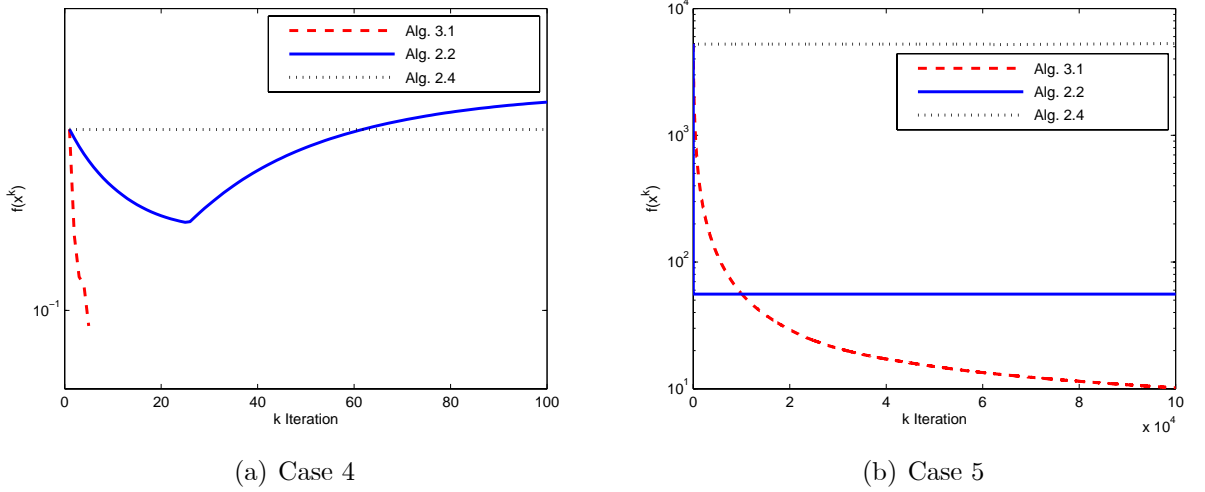 Alg. 3.1
Alg. 2.2
Alg. 2.4
f(x^k)
10^-1
0 20 40 60 80 100
k Iteration
(a) Case 4
10^4
10^3
10^2
10^1
Alg. 3.1
Alg. 2.2
Alg. 2.4
f(x^k)
0 2 4 6 8 10
k Iteration
x 10^4
(b) Case 5